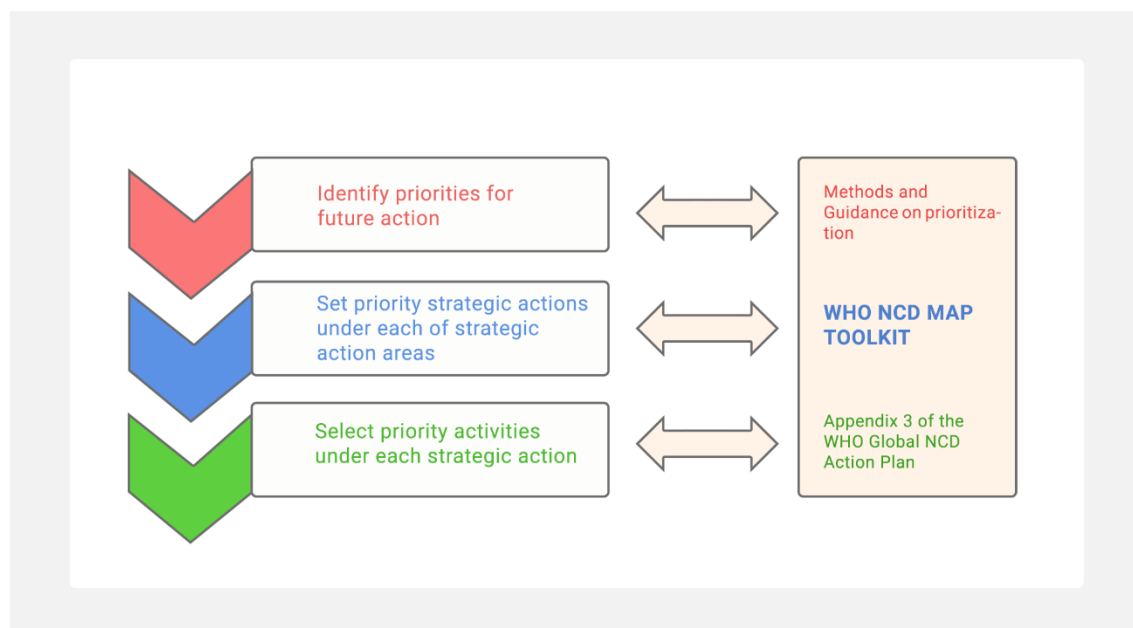 Identify priorities for
future action
Methods and
Guidance on prioritiza-
tion
Set priority strategic actions
under each of strategic
action areas
WHO NCD MAP
TOOLKIT
Select priority activities
under each strategic action
Appendix 3 of the
WHO Global NCD
Action Plan